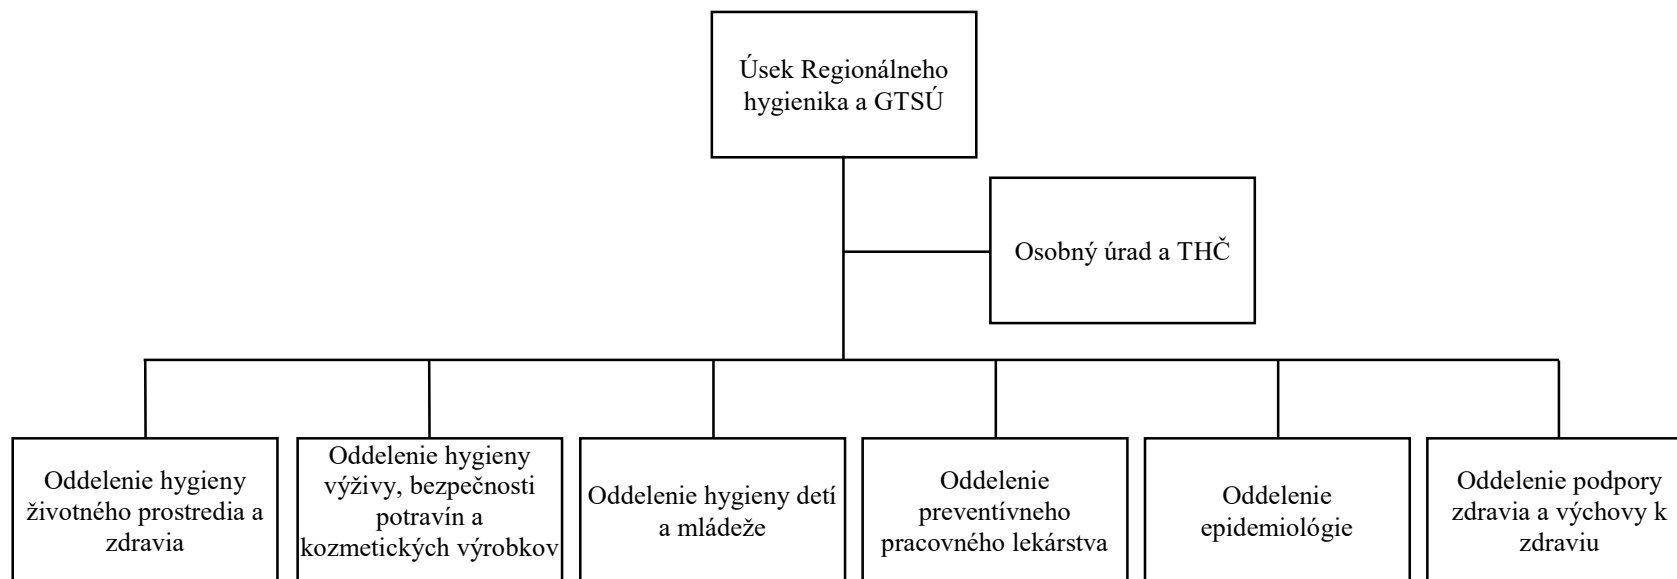 Úsek Regionálneho
hygienika a GTSÚ
Osobný úrad a THČ
Oddelenie hygieny
životného prostredia a
zdravia
Oddelenie hygieny
výživy, bezpečnosti
potravín a
kozmetických výrobkov
Oddelenie hygieny detí
a mládeže
Oddelenie
preventívneho
pracovného lekárstva
Oddelenie
epidemiológie
Oddelenie podpory
zdravia a výchovy k
zdraviu